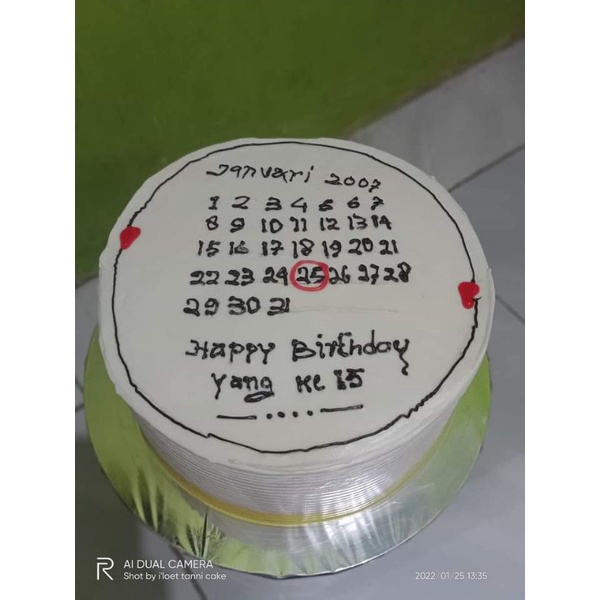 Januari 2007
1 2 3 4 5 6 7
8 9 10 11 12 13 14
15 16 17 18 19 20 21
22 23 24 25 26 27 28
29 30 31
Happy Birthday
Yang Ke 15
R AI DUAL CAMERA
Shot by i'loet tanni cake
2022/01/25 13:35